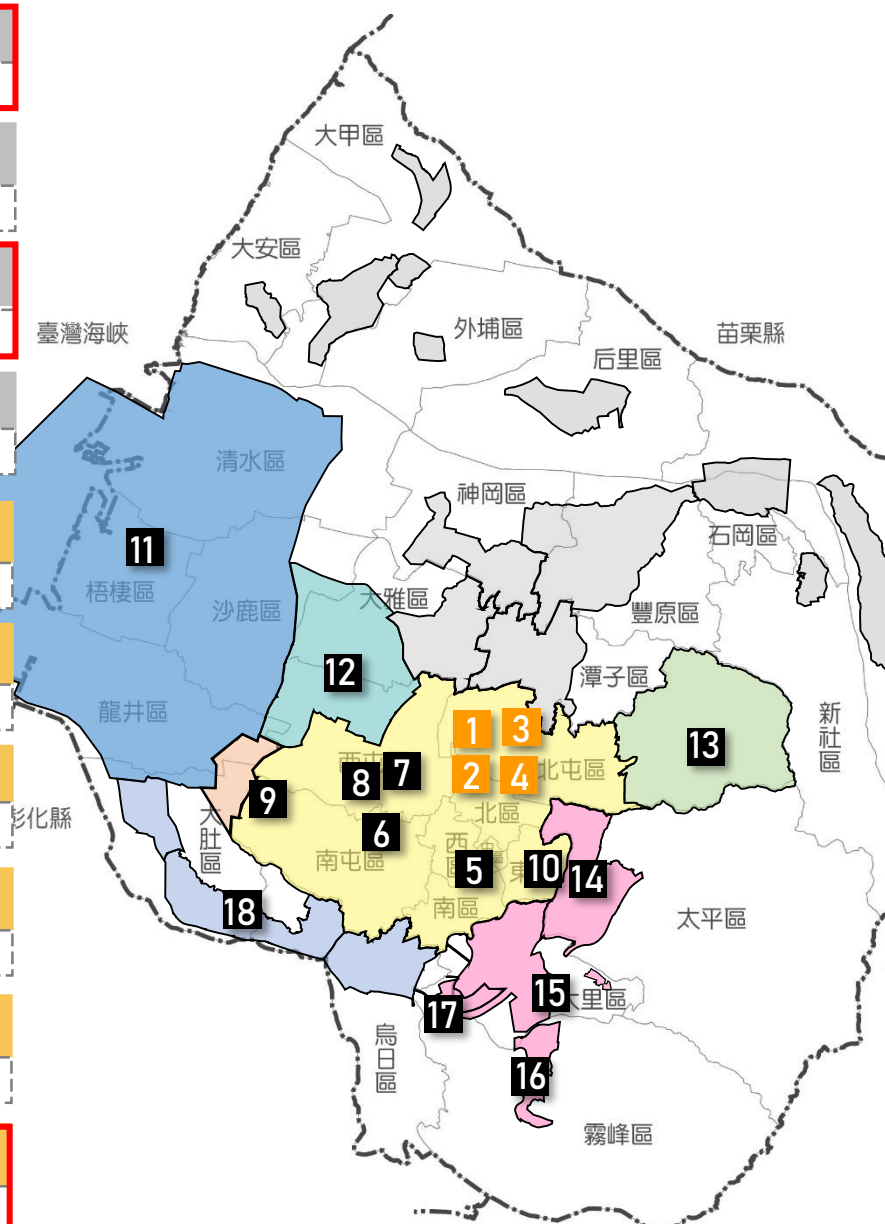 大甲區
大安區
臺灣海峽
外埔區
苗栗縣
后里區
清水區
神岡區
石岡區
11
梧棲區
沙鹿區
大雅區
豐原區
12
潭子區
龍井區
新社區
1
3
13
西屯
7
8
2
4
北屯區
9
彰化縣
大肚區
北區
6
南屯區
西區
5
東
10
14
18
南區
太平區
17
15
大里區
烏日區
16
霧峰區